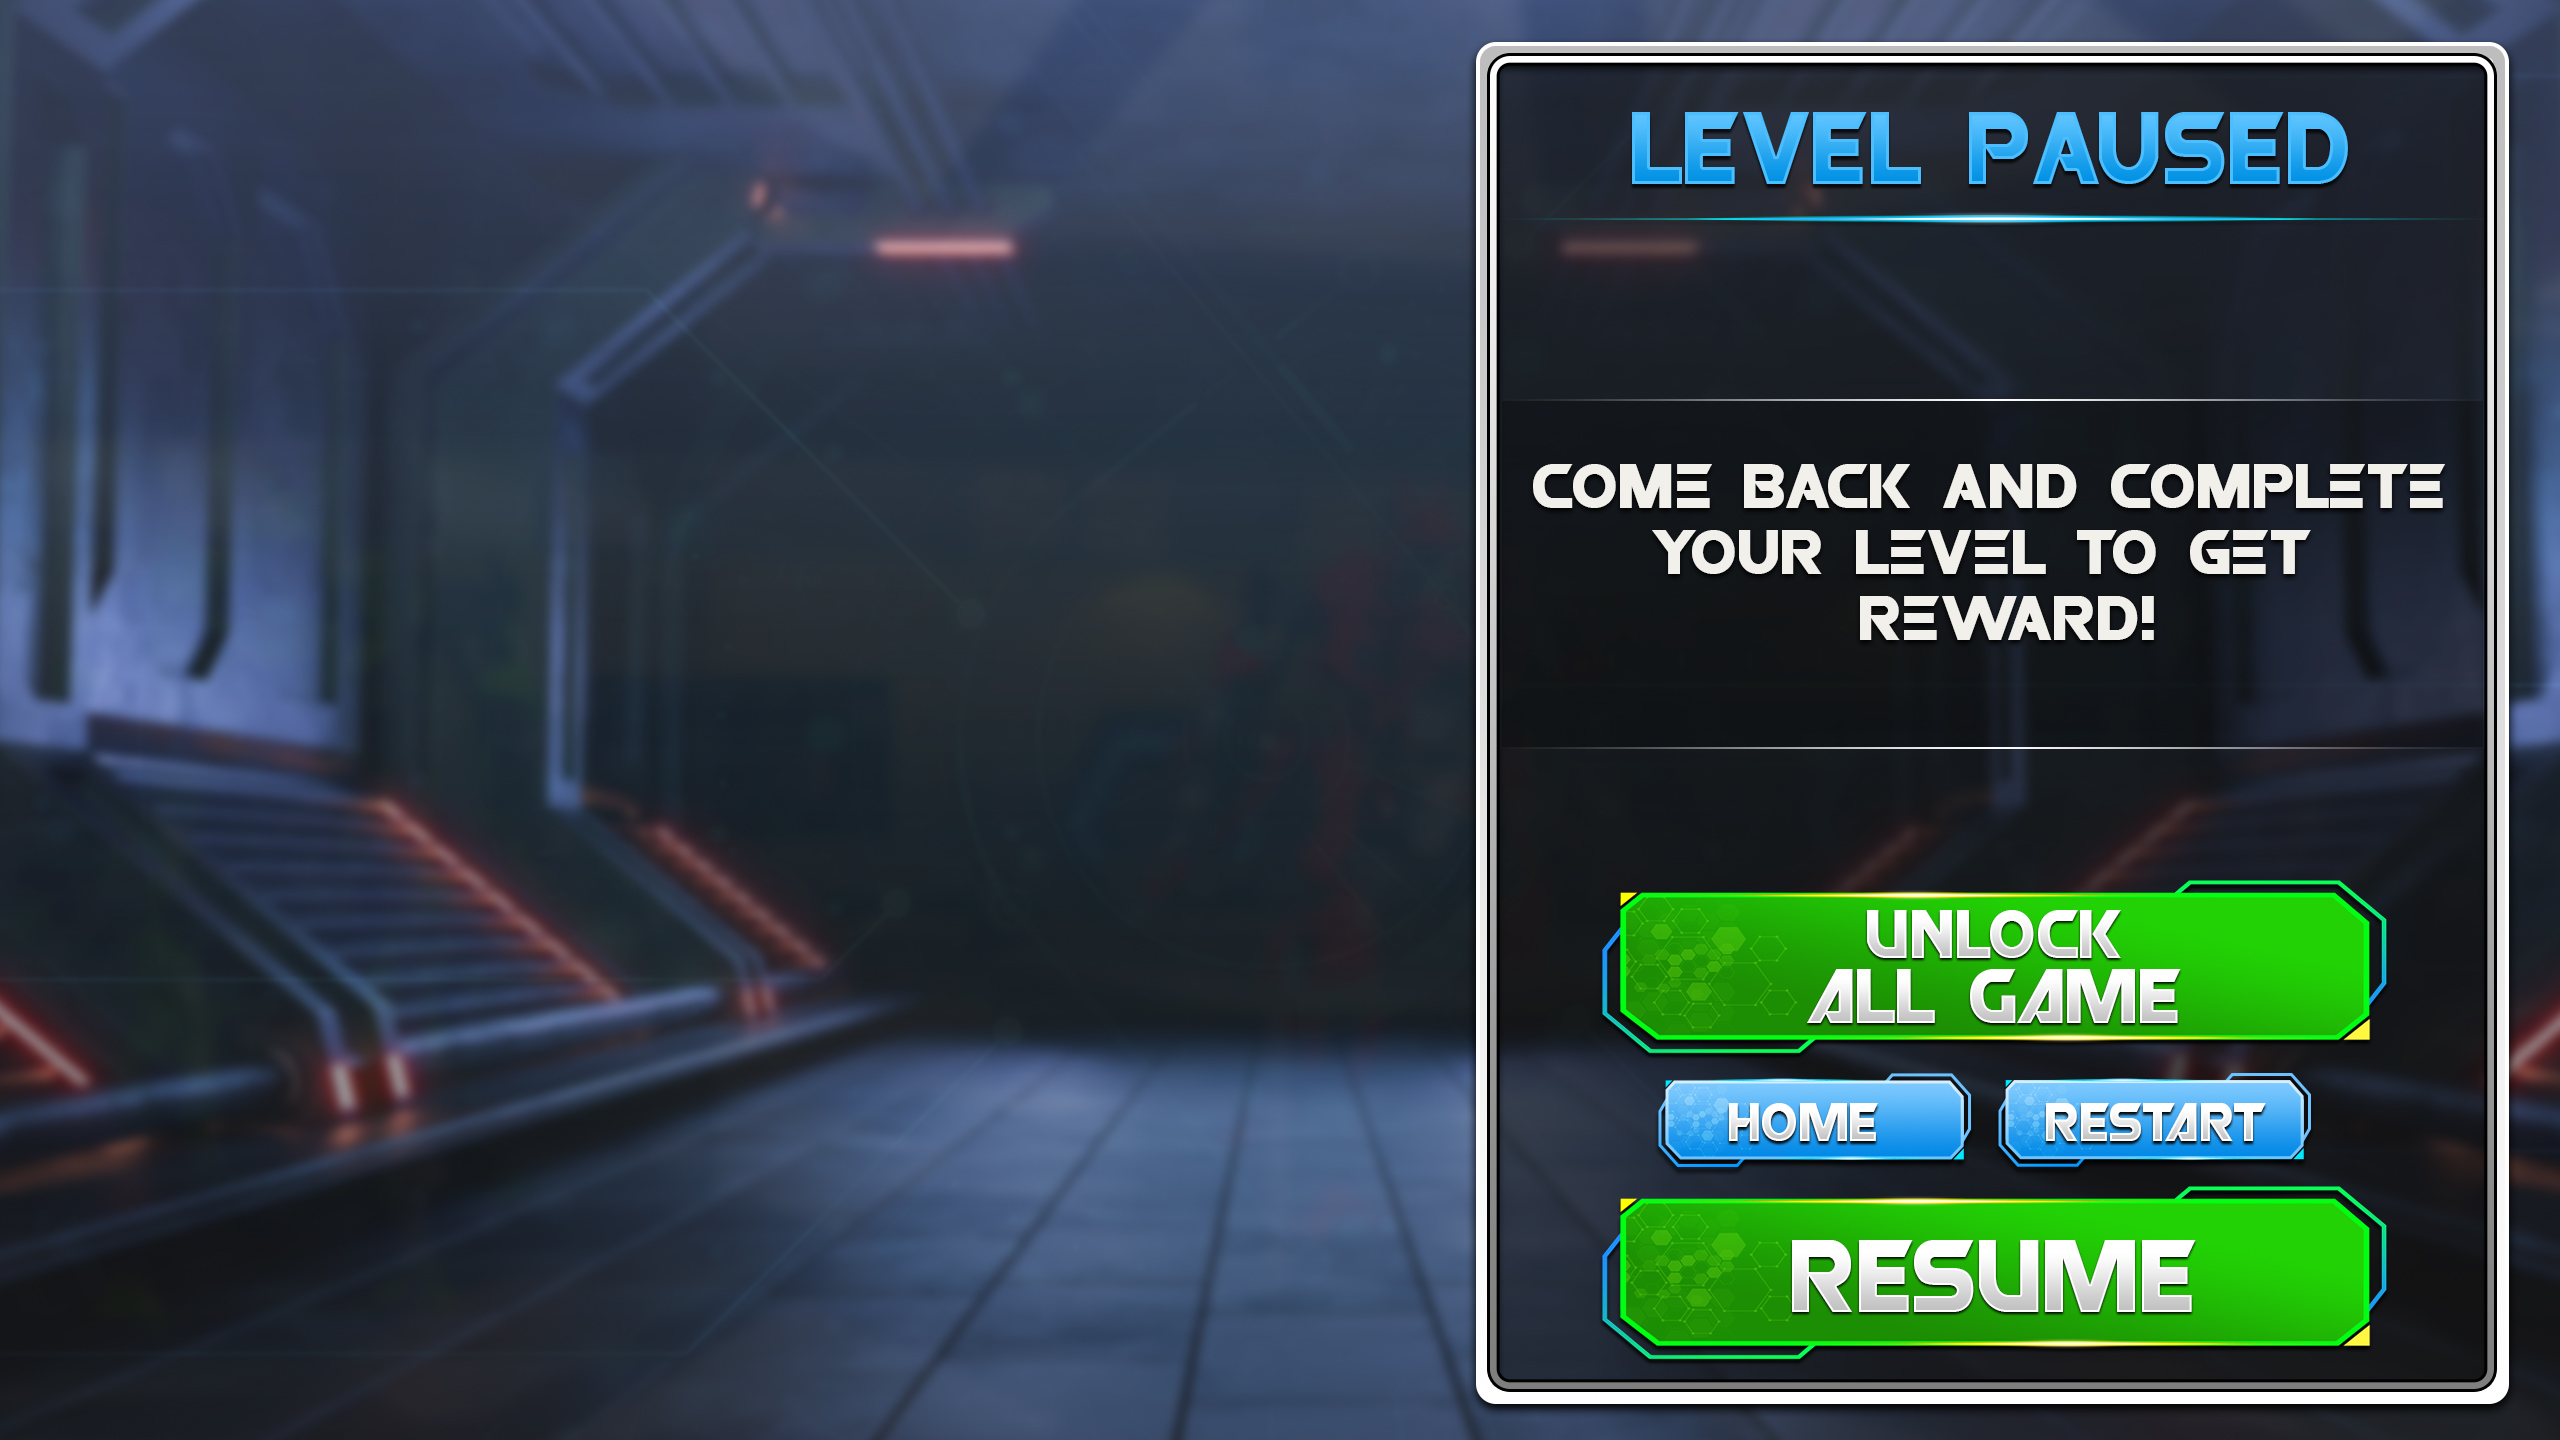 LEVEL PAUSED
COME BACK AND COMPLETE
YOUR LEVEL TO GET
REWARD!
UNLOCK
ALL GAME
HOME
RESTART
RESUME